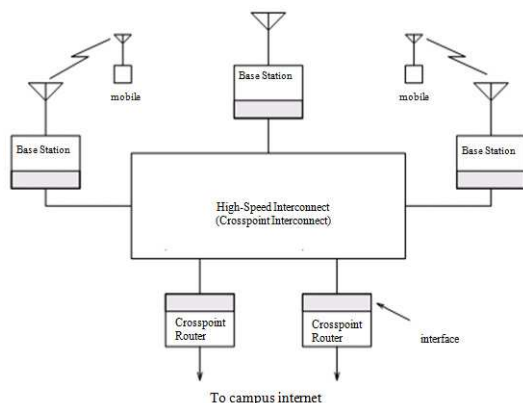 Base Station
mobile
mobile
Base Station
Base Station
High-Speed Interconnect
(Crosspoint Interconnect)
Crosspoint
Router
Crosspoint
Router
interface
To campus internet